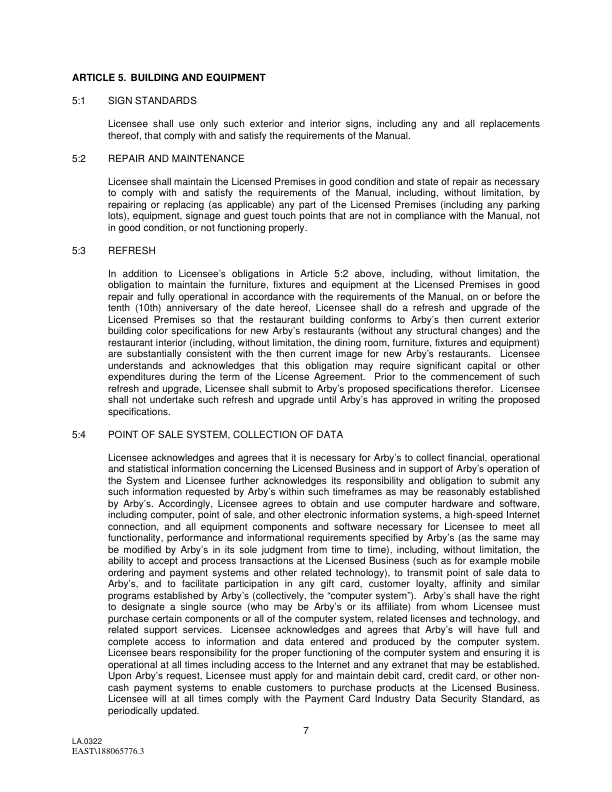 ARTICLE 5. BUILDING AND EQUIPMENT
5:1 SIGN STANDARDS
Licensee shall use only such exterior and interior signs, including any and all replacements
thereof, that comply with and satisfy the requirements of the Manual.
5:2 REPAIR AND MAINTENANCE
Licensee shall maintain the Licensed Premises in good condition and state of repair as necessary
to comply with and satisfy the requirements of the Manual, including, without limitation, by
repairing or replacing (as applicable) any part of the Licensed Premises (including any parking
lots), equipment, signage and guest touch points that are not in compliance with the Manual, not
in good condition, or not functioning properly.
5:3 REFRESH
In addition to Licensee's obligations in Article 5:2 above, including, without limitation, the
obligation to maintain the furniture, fixtures and equipment at the Licensed Premises in good
repair and fully operational in accordance with the requirements of the Manual, on or before the
tenth (10th) anniversary of the date hereof, Licensee shall do a refresh and upgrade of the
Licensed Premises so that the restaurant building conforms to Arby's then current exterior
building color specifications for new Arby's restaurants (without any structural changes) and the
restaurant interior (including, without limitation, the dining room, furniture, fixtures and equipment)
are substantially consistent with the then current image for new Arby's restaurants. Licensee
understands and acknowledges that this obligation may require significant capital or other
expenditures during the term of the License Agreement. Prior to the commencement of such
refresh and upgrade, Licensee shall submit to Arby's proposed specifications therefor. Licensee
shall not undertake such refresh and upgrade until Arby's has approved in writing the proposed
specifications.
5:4 POINT OF SALE SYSTEM, COLLECTION OF DATA
Licensee acknowledges and agrees that it is necessary for Arby's to collect financial, operational
and statistical information concerning the Licensed Business and in support of Arby's operation of
the System and Licensee further acknowledges its responsibility and obligation to submit any
such information requested by Arby's within such timeframes as may be reasonably established
by Arby's. Accordingly, Licensee agrees to obtain and use computer hardware and software,
including computer, point of sale, and other electronic information systems, a high-speed Internet
connection, and all equipment components and software necessary for Licensee to meet all
functionality, performance and informational requirements specified by Arby's (as the same may
be modified by Arby's in its sole judgment from time to time), including, without limitation, the
ability to accept and process transactions at the Licensed Business (such as for example mobile
ordering and payment systems and other related technology), to transmit point of sale data to
Arby's, and to facilitate participation in any gift card, customer loyalty, affinity and similar
programs established by Arby's (collectively, the "computer system"). Arby's shall have the right
to designate a single source (who may be Arby's or its affiliate) from whom Licensee must
purchase certain components or all of the computer system, related licenses and technology, and
related support services. Licensee acknowledges and agrees that Arby's will have full and
complete access to information and data entered and produced by the computer system.
Licensee bears responsibility for the proper functioning of the computer system and ensuring it is
operational at all times including access to the Internet and any extranet that may be established.
Upon Arby's request, Licensee must apply for and maintain debit card, credit card, or other non-
cash payment systems to enable customers to purchase products at the Licensed Business.
Licensee will at all times comply with the Payment Card Industry Data Security Standard, as
periodically updated.
7
LA.0322
EAST\188065776.3